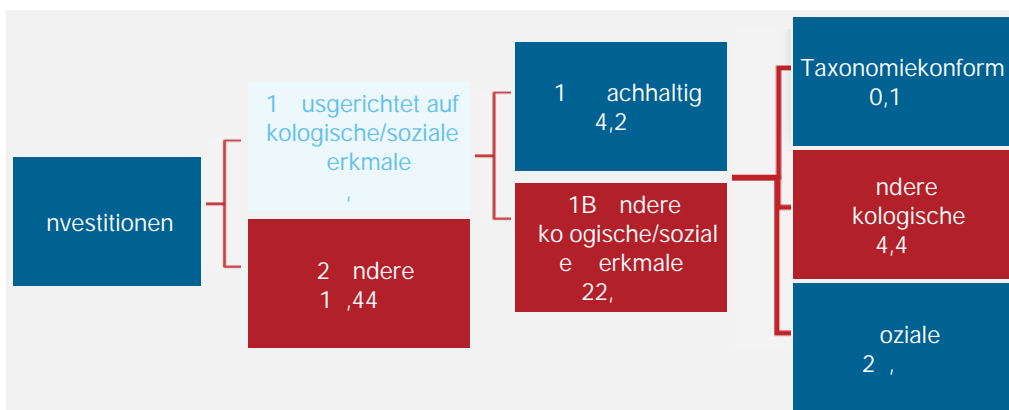 nvestitionen
1 usgerichtet auf
kologische/soziale
erkmale
,
2 ndere
1 ,44
1 achhaltig
4,2
1B ndere
ko ogische/sozial
e erkmale
22,
Taxonomiekonform
0,1
ndere
kologische
4,4
oziale
2 ,